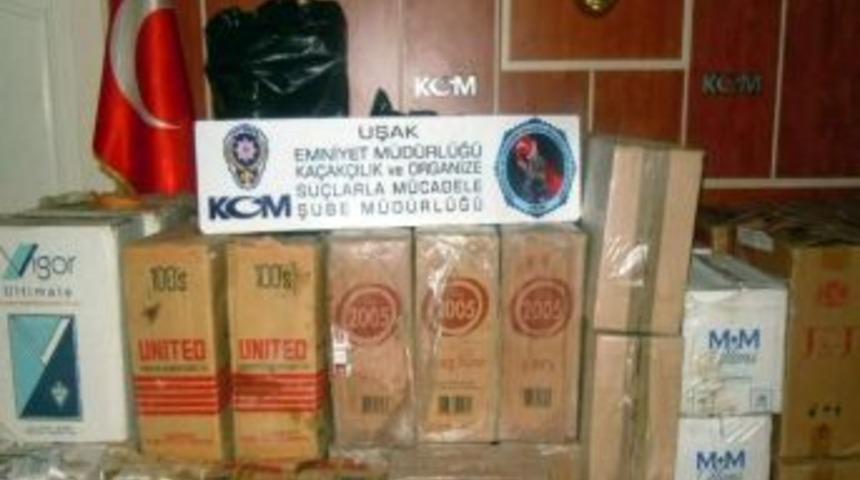 KOM
KOM
UŞAK
EMNİYET MÜDÜRLÜĞÜ
KAÇAKÇILIK ve ORGANİZE
SUÇLARLA MÜCADELE
ŞUBE MÜDÜRLÜĞÜ
KOM
Vigor
Ultimate
100's
UNITED
100's
UNITED
2005
2005
2005
M•M
M•M